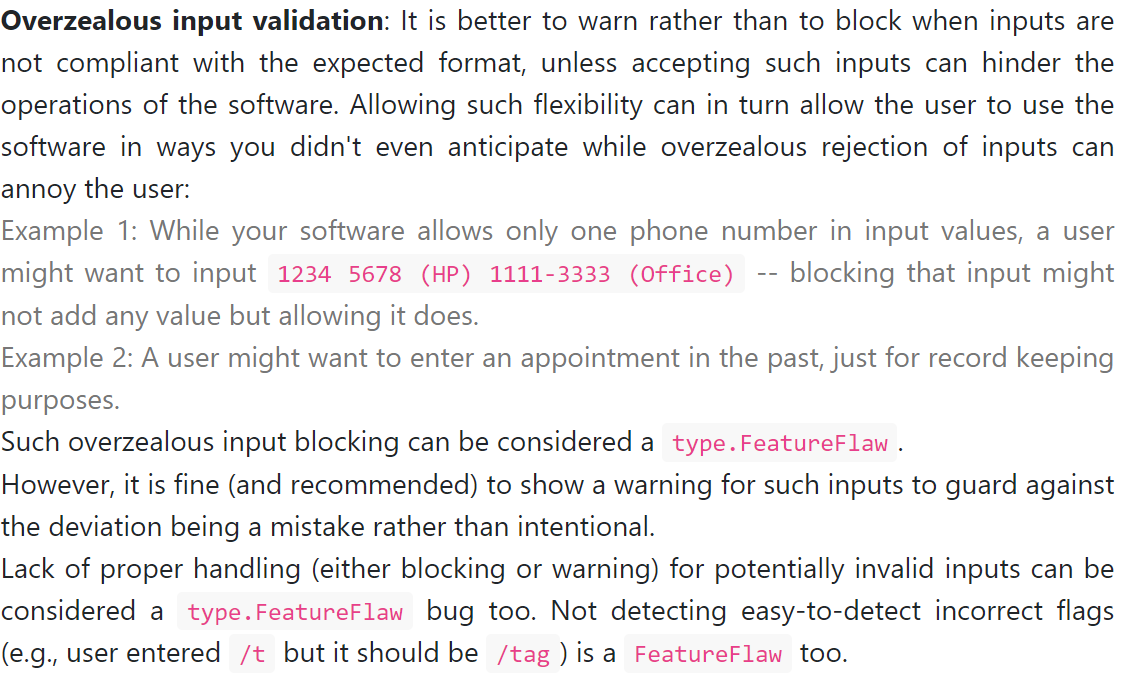 Overzealous input validation: It is better to warn rather than to block when inputs are
not compliant with the expected format, unless accepting such inputs can hinder the
operations of the software. Allowing such flexibility can in turn allow the user to use the
software in ways you didn't even anticipate while overzealous rejection of inputs can
annoy the user:
Example 1: While your software allows only one phone number in input values, a user
might want to input 1234 5678 (HP) 1111-3333 (Office) -- blocking that input might
not add any value but allowing it does.
Example 2: A user might want to enter an appointment in the past, just for record keeping
purposes.
Such overzealous input blocking can be considered a type.FeatureFlaw.
However, it is fine (and recommended) to show a warning for such inputs to guard against
the deviation being a mistake rather than intentional.
Lack of proper handling (either blocking or warning) for potentially invalid inputs can be
considered a type.FeatureFlaw bug too. Not detecting easy-to-detect incorrect flags
(e.g., user entered /t but it should be /tag ) is a FeatureFlaw too.